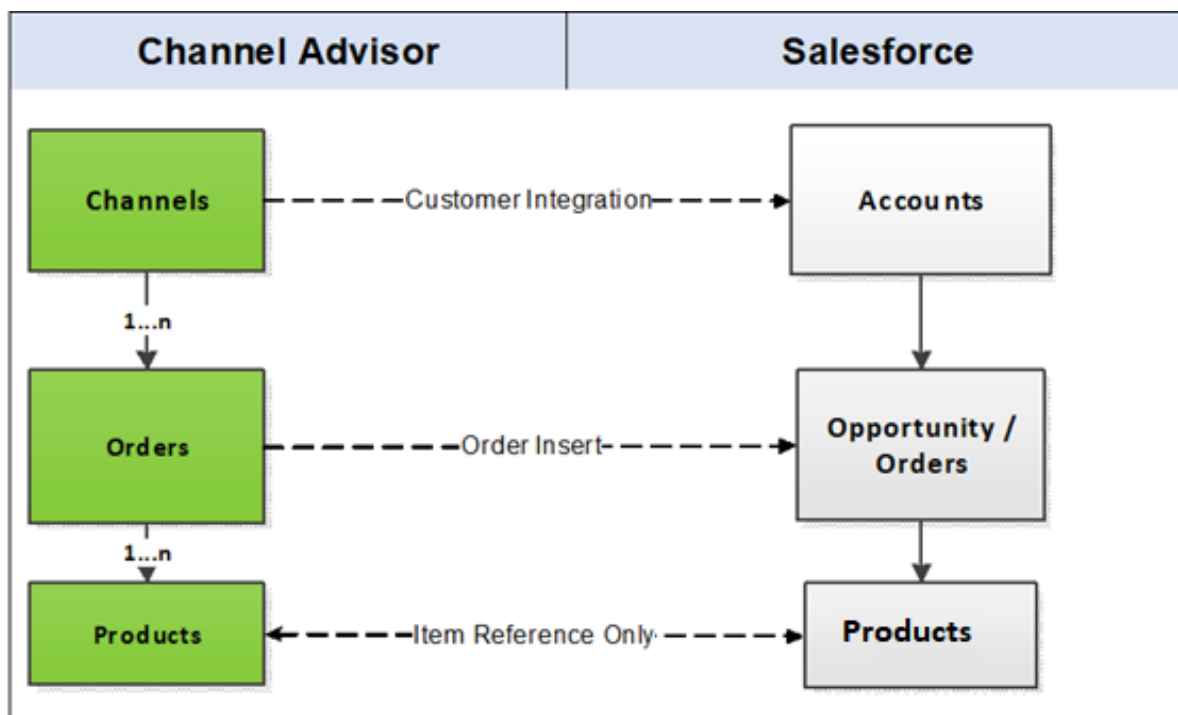 Channel Advisor
Salesforce
Channels
Customer Integration
Accounts
1...n
Orders
Order Insert
Opportunity /
Orders
1...n
Products
Item Reference Only
Products